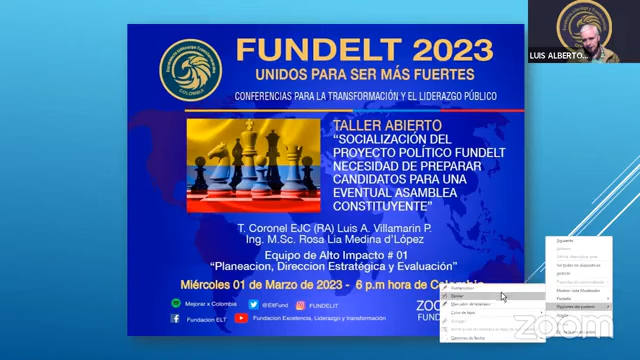 FUNDELT 2023
UNIDOS PARA SER MÁS FUERTES
CONFERENCIAS PARA LA TRANSFORMACIÓN Y EL LIDERAZGO PÚBLICO
COLOMBIA
LUIS ALBERTO...
TALLER ABIERTO
“SOCIALIZACIÓN DEL
PROYECTO POLÍTICO FUNDELT
NECESIDAD DE PREPARAR
CANDIDATOS PARA UNA
EVENTUAL ASAMBLEA
CONSTITUYENTE”
T. Coronel EJC (RA) Luis A. Villamarin P.
Ing. M.Sc. Rosa Lia Medina d’López
Equipo de Alto Impacto # 01
“Planeacion, Direccion Estratégica y Evaluación”
Miércoles 01 de Marzo de 2023 - 6 p.m hora de
Mejorar x Colombia
@EltFund
FUNDELIT
Fundacion ELT
Fundacion Excelencia, Liderazgo y transformación
ZOO
FUND
Siguiente
Pantalla
zoom